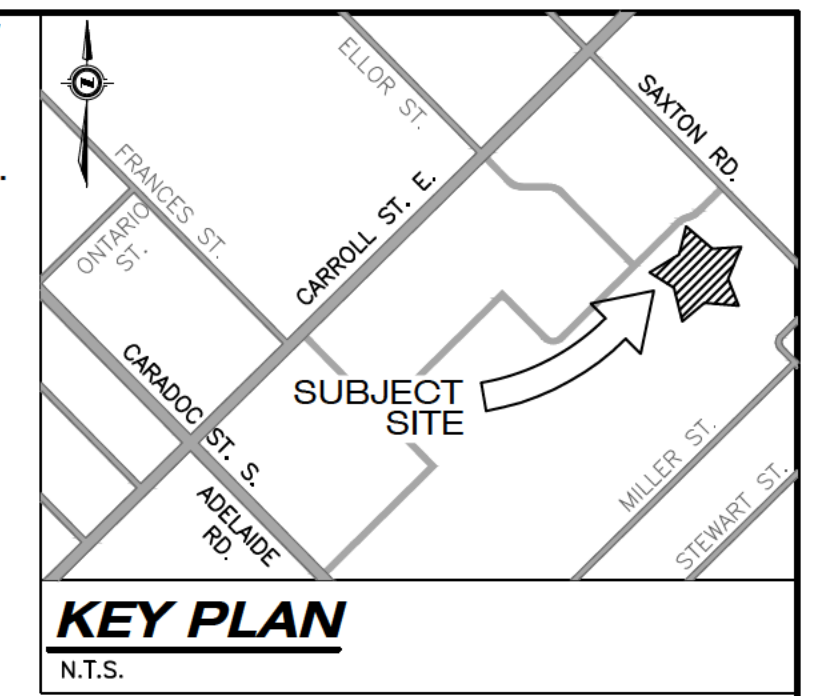 ELLOR ST.
SAXTON RD.
FRANCES ST.
ONTARIO
ST.
CARROLL ST. E.
CARADOC ST. S.
SUBJECT
SITE
ADELAIDE
RD.
MILLER ST.
STEWART ST.
KEY PLAN
N.T.S.